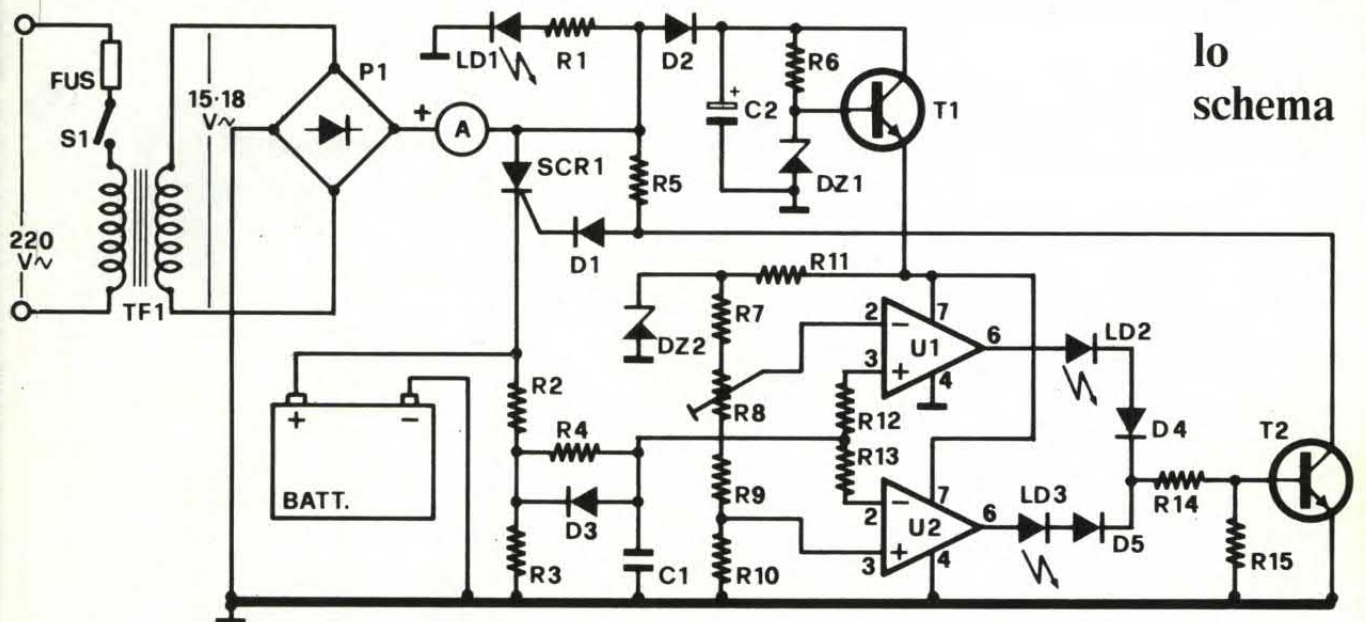 lo
schema
FUS
S1
220
V~
TF1
15·18
V~
P1
+
A
LD1
R1
D2
R6
+
C2
T1
DZ1
SCR1
R5
D1
R11
R7
DZ2
2
−
7
U1
6
3
+
4
LD2
R8
R12
D4
R2
R4
T2
R13
R9
R14
BATT.
+
−
D3
7
−
2
U2
6
LD3
D5
+
3
4
R3
C1
R10
R15